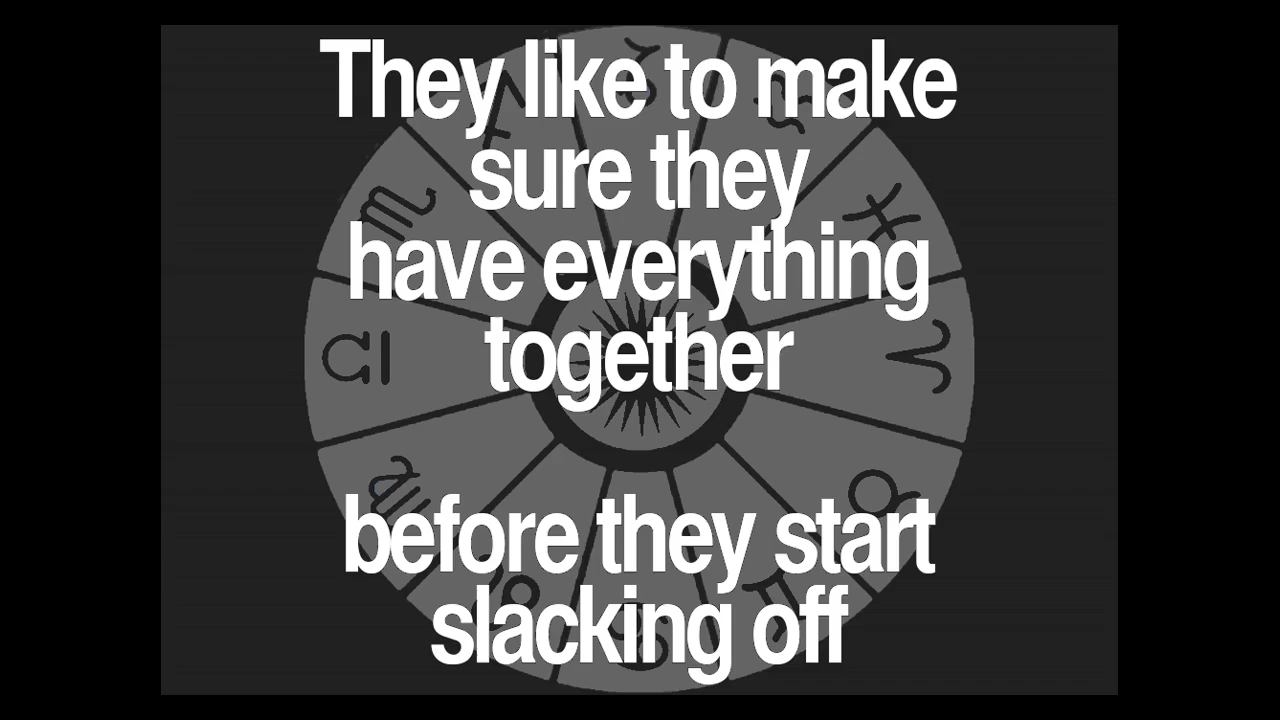 They like to make
sure they
have everything
together
before they start
slacking off